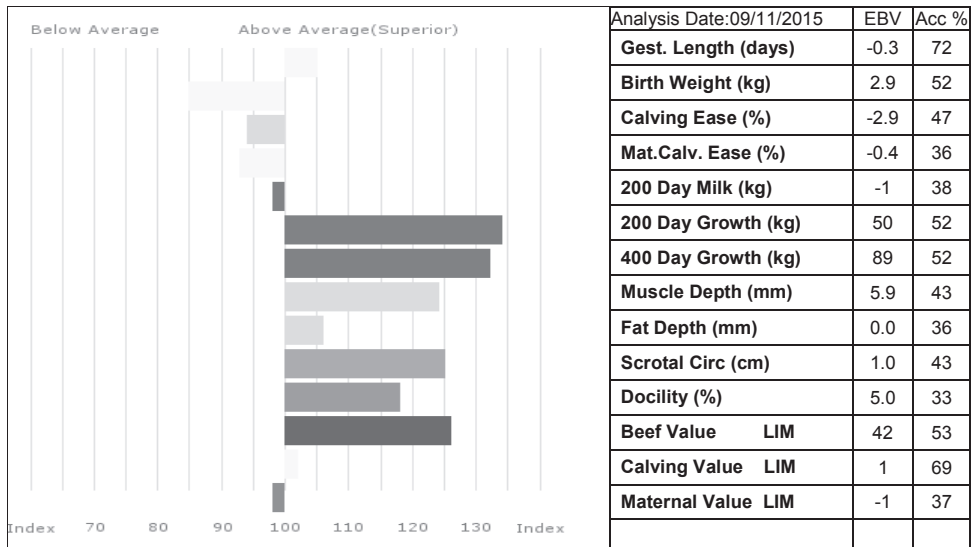 Below Average Above Average(Superior)
Index 70 80 90 100 110 120 130 Index
Analysis Date:09/11/2015 EBV Acc %
Gest. Length (days) -0.3 72
Birth Weight (kg) 2.9 52
Calving Ease (%) -2.9 47
Mat.Calv. Ease (%) -0.4 36
200 Day Milk (kg) -1 38
200 Day Growth (kg) 50 52
400 Day Growth (kg) 89 52
Muscle Depth (mm) 5.9 43
Fat Depth (mm) 0.0 36
Scrotal Circ (cm) 1.0 43
Docility (%) 5.0 33
Beef Value LIM 42 53
Calving Value LIM 1 69
Maternal Value LIM -1 37